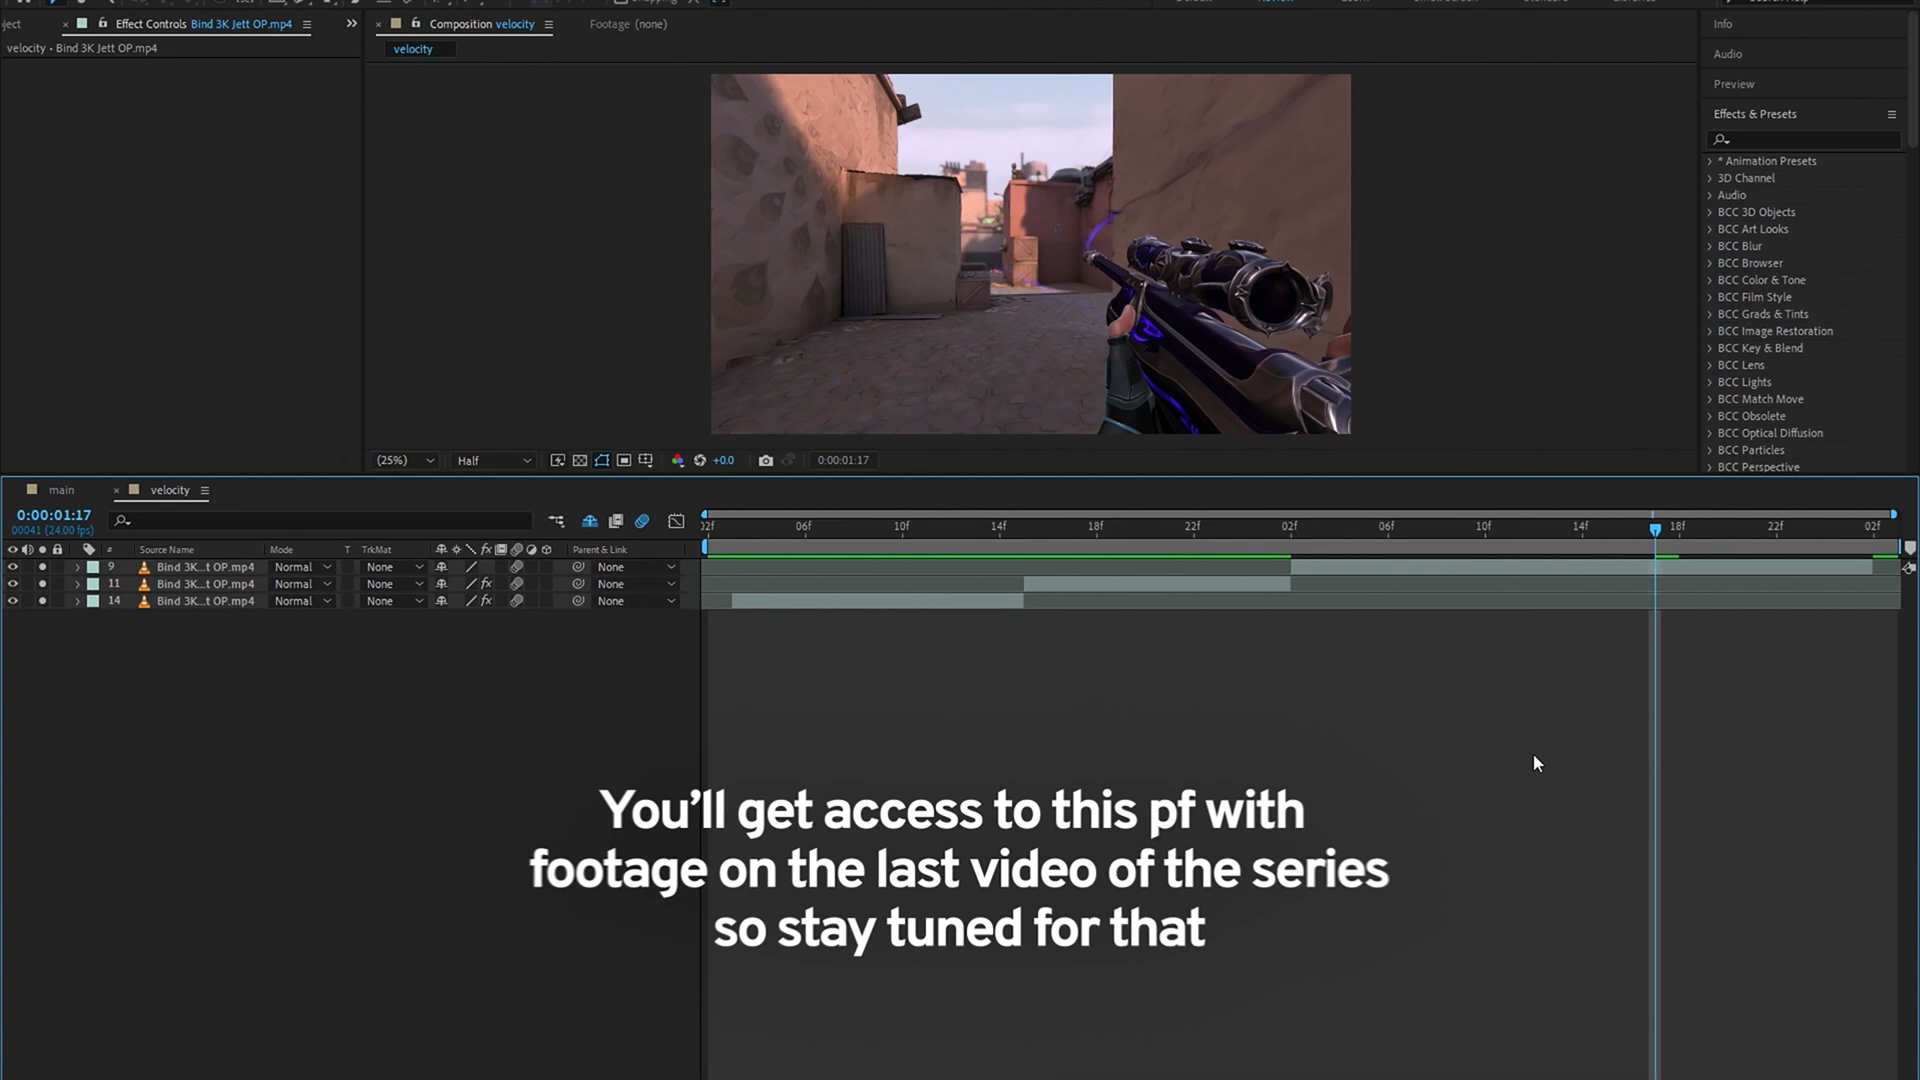 ject
Effect Controls Bind 3K Jett OP.mp4
Composition velocity
Footage (none)
velocity • Bind 3K Jett OP.mp4
velocity
Info
Audio
Preview
Effects & Presets
* Animation Presets
3D Channel
Audio
BCC 3D Objects
BCC Art Looks
BCC Blur
BCC Browser
BCC Color & Tone
BCC Film Style
BCC Grads & Tints
BCC Image Restoration
BCC Key & Blend
BCC Lens
BCC Lights
BCC Match Move
BCC Obsolete
BCC Optical Diffusion
BCC Particles
BCC Perspective
(25%) Half +0.0 0:00:01:17
main velocity
0:00:01:17
00041 (24.00 fps)
02f 06f 10f 14f 18f 22f 02f 06f 10f 14f 18f 22f 02f
# Source Name Mode T TrkMat fx Parent & Link
9 Bind 3K...t OP.mp4 Normal None None
11 Bind 3K...t OP.mp4 Normal None fx None
14 Bind 3K...t OP.mp4 Normal None fx None
You'll get access to this pf with
footage on the last video of the series
so stay tuned for that